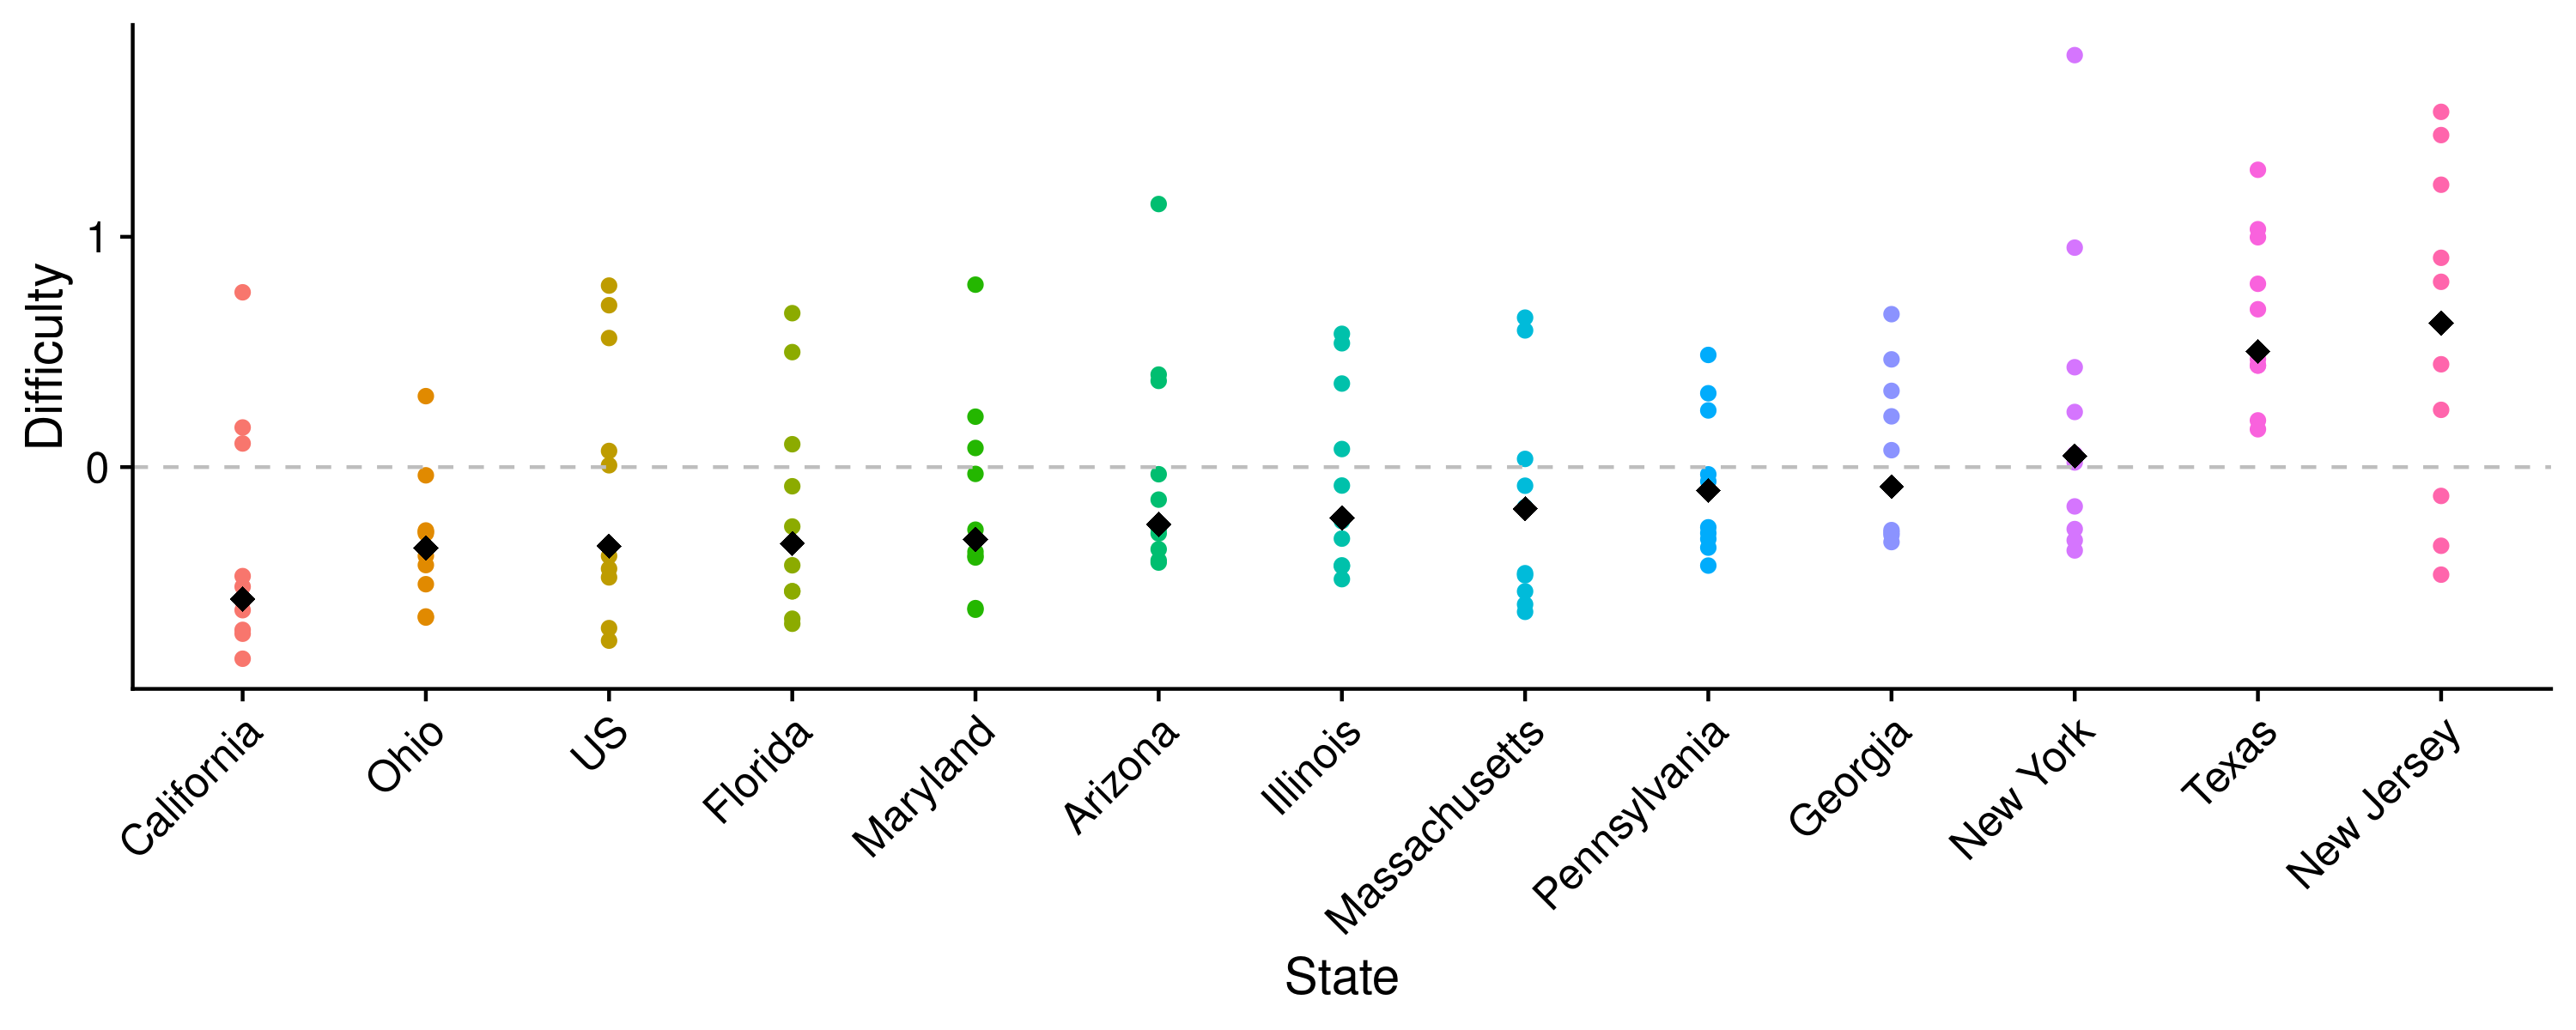 Difficulty
1
0
California
Ohio
US
Florida
Maryland
Arizona
Illinois
Massachusetts
Pennsylvania
Georgia
New York
Texas
New Jersey
State